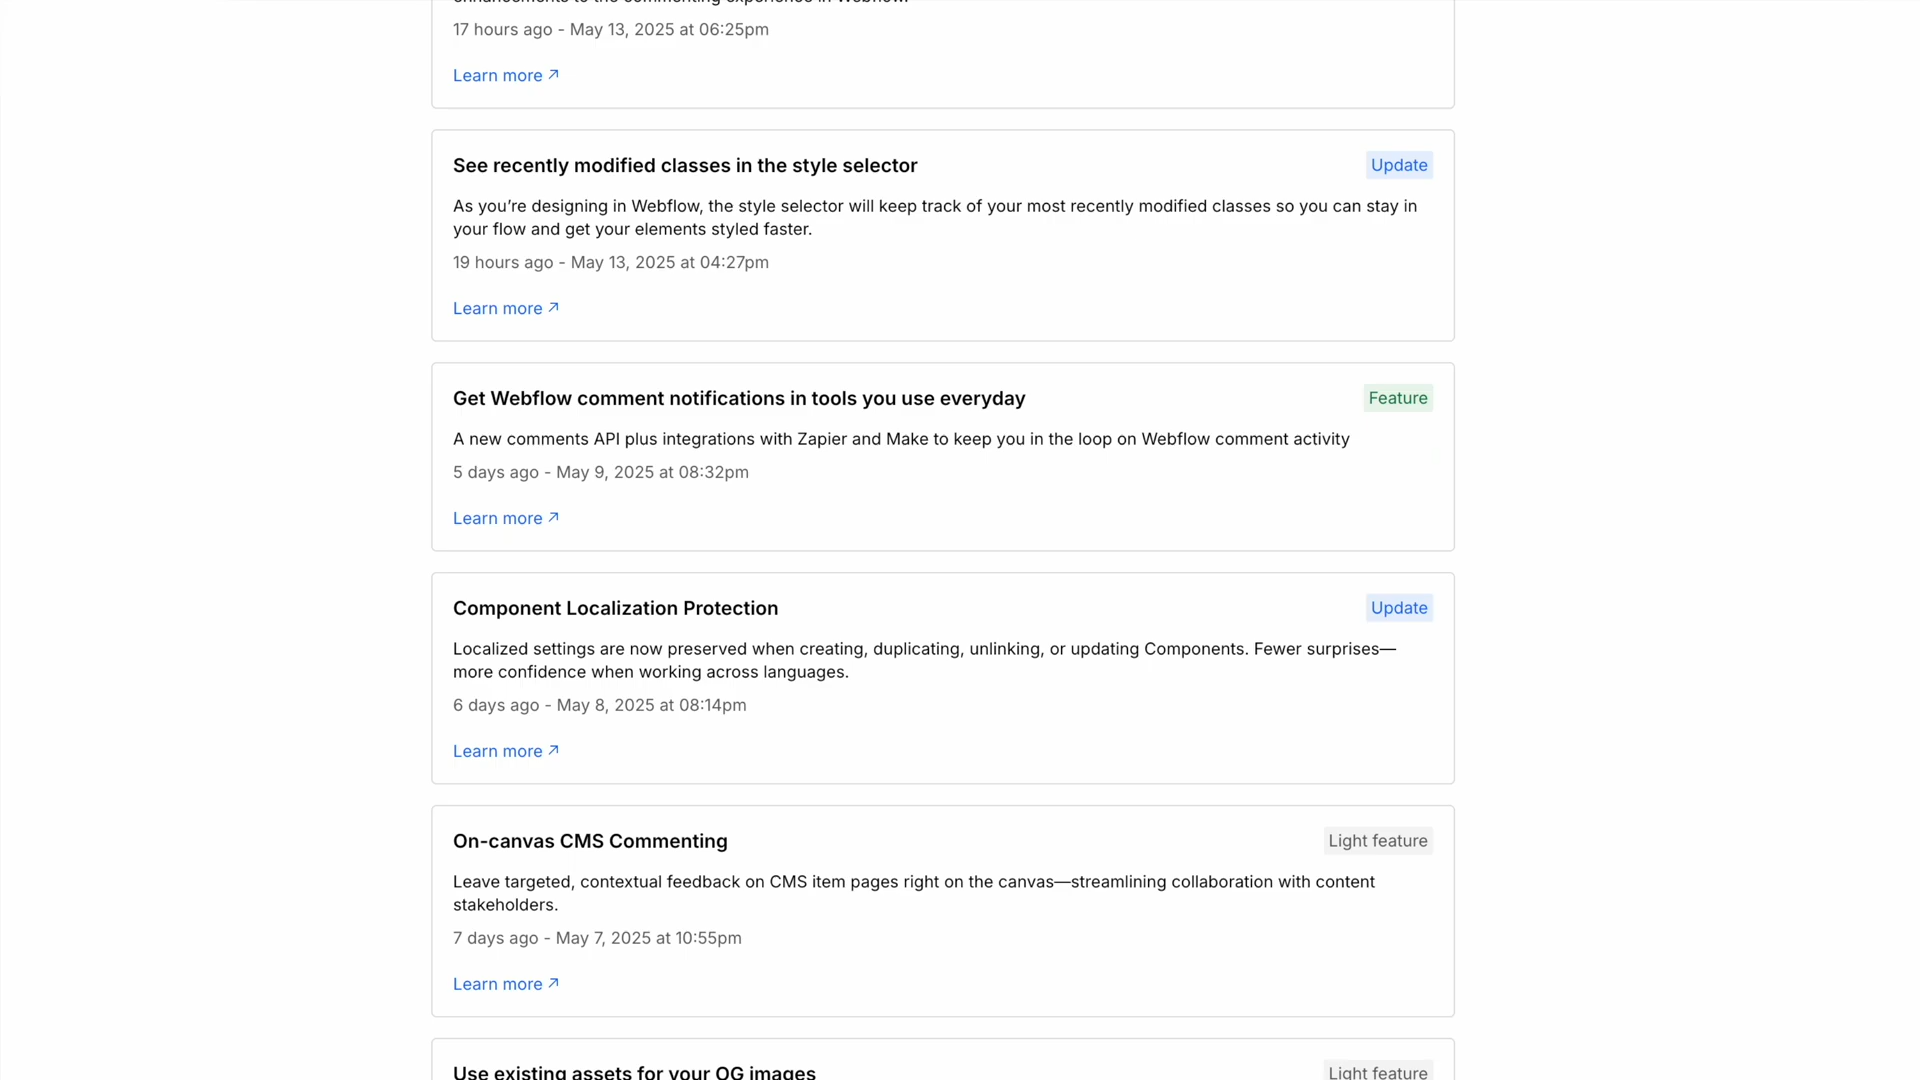 enhancements to the commenting experience in Webflow.
17 hours ago - May 13, 2025 at 06:25pm
Learn more ↗
See recently modified classes in the style selector
Update
As you’re designing in Webflow, the style selector will keep track of your most recently modified classes so you can stay in
your flow and get your elements styled faster.
19 hours ago - May 13, 2025 at 04:27pm
Learn more ↗
Get Webflow comment notifications in tools you use everyday
Feature
A new comments API plus integrations with Zapier and Make to keep you in the loop on Webflow comment activity
5 days ago - May 9, 2025 at 08:32pm
Learn more ↗
Component Localization Protection
Update
Localized settings are now preserved when creating, duplicating, unlinking, or updating Components. Fewer surprises—
more confidence when working across languages.
6 days ago - May 8, 2025 at 08:14pm
Learn more ↗
On-canvas CMS Commenting
Light feature
Leave targeted, contextual feedback on CMS item pages right on the canvas—streamlining collaboration with content
stakeholders.
7 days ago - May 7, 2025 at 10:55pm
Learn more ↗
Use existing assets for your OG images
Light feature